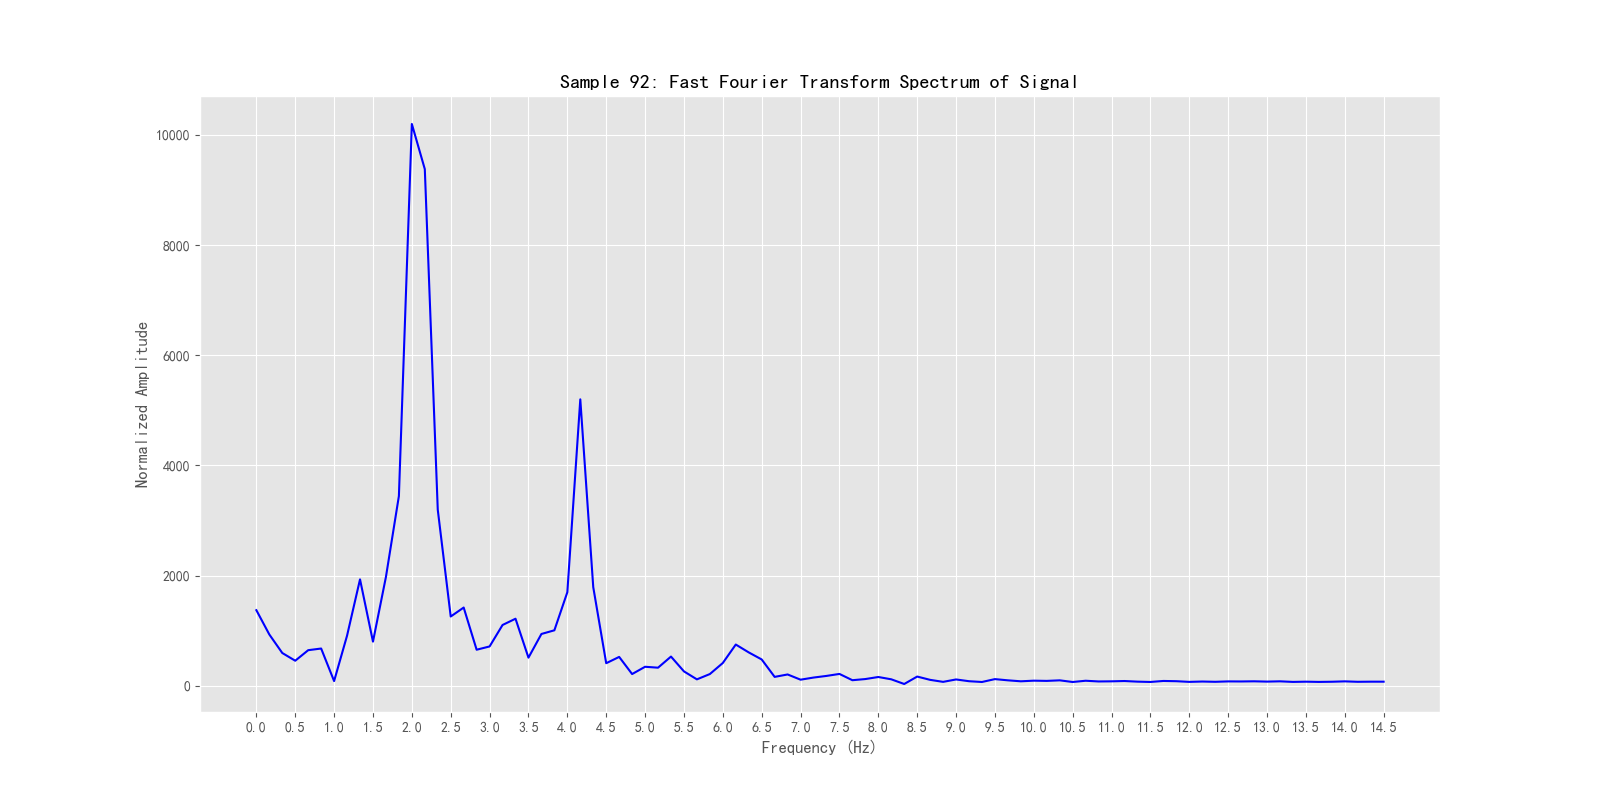 Sample 92: Fast Fourier Transform Spectrum of Signal
Normalized Amplitude
10000
8000
6000
4000
2000
0
0.0 0.5 1.0 1.5 2.0 2.5 3.0 3.5 4.0 4.5 5.0 5.5 6.0 6.5 7.0 7.5 8.0 8.5 9.0 9.5 10.0 10.5 11.0 11.5 12.0 12.5 13.0 13.5 14.0 14.5
Frequency (Hz)